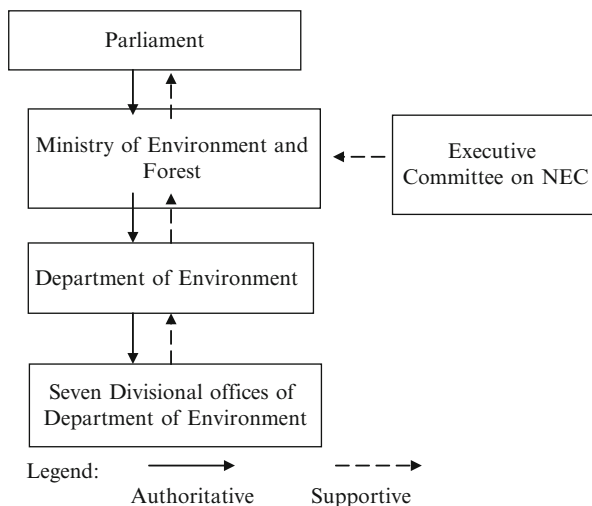 Parliament
Ministry of Environment and
Forest
Executive
Committee on NEC
Department of Environment
Seven Divisional offices of
Department of Environment
Legend:
Authoritative
Supportive